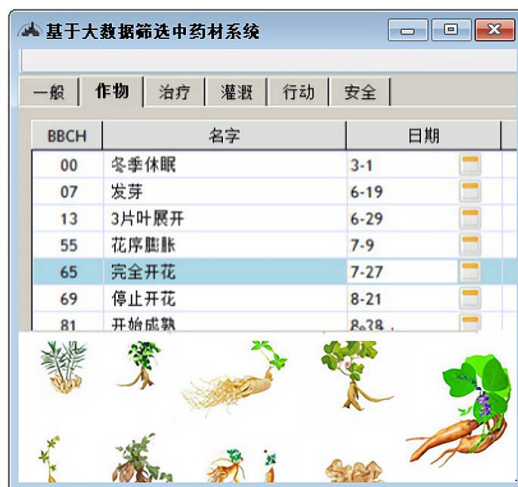 基于大数据筛选中药材系统
一般 作物 治疗 灌溉 行动 安全
BBCH 名字 日期
00 冬季休眠 3-1
07 发芽 6-19
13 3片叶展开 6-29
55 花序膨胀 7-9
65 完全开花 7-27
69 停止开花 8-21
81 开始成熟